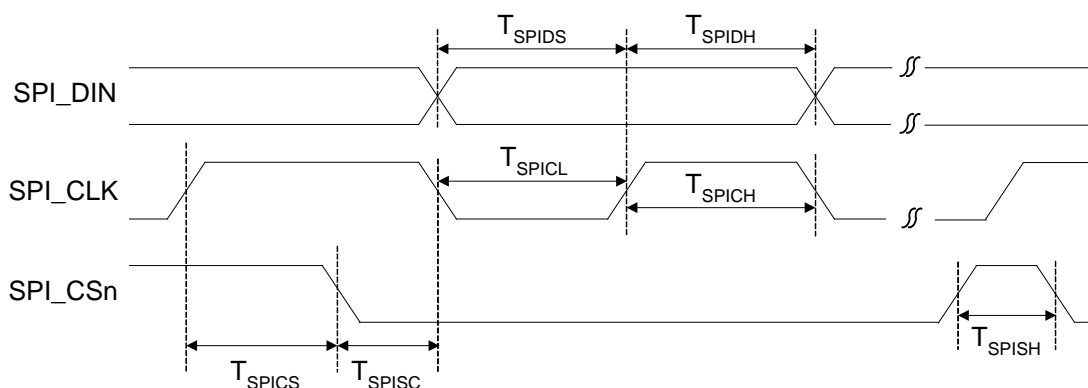 T_SPIDS T_SPIDH
SPI_DIN
T_SPICL
SPI_CLK
T_SPICH
SPI_CSn
T_SPISH
T_SPICS T_SPISC